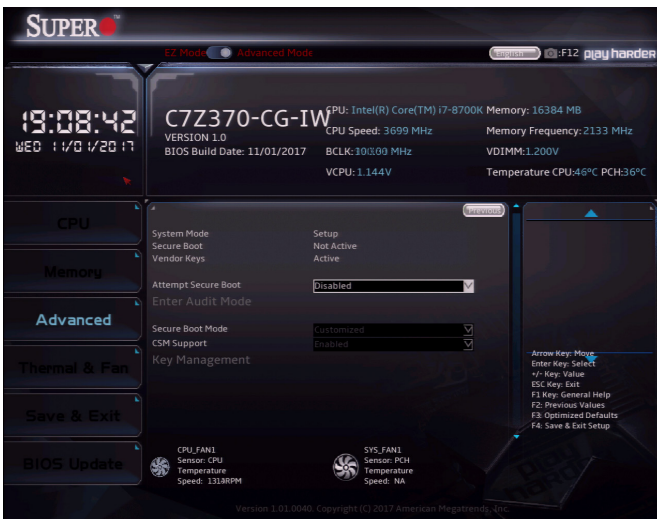 SUPER
EZ Mode Advanced Mode
English :F12 play harder
19:08:42
WED 11/01/2017
C7Z370-CG-IW
VERSION 1.0
BIOS Build Date: 11/01/2017
CPU: Intel(R) Core(TM) i7-8700K
CPU Speed: 3699 MHz
BCLK:100.00 MHz
VCPU: 1.144V
Memory: 16384 MB
Memory Frequency: 2133 MHz
VDIMM:1.200V
Temperature CPU:46°C PCH:36°C
CPU
Memory
Advanced
Thermal & Fan
Save & Exit
BIOS Update
Previous
System Mode Setup
Secure Boot Not Active
Vendor Keys Active
Attempt Secure Boot Disabled
Enter Audit Mode
Secure Boot Mode Customized
CSM Support Enabled
Key Management
Arrow Key: Move
Enter Key: Select
+/- Key: Value
ESC Key: Exit
F1 Key: General Help
F2: Previous Values
F3: Optimized Defaults
F4: Save & Exit Setup
CPU_FAN1
Sensor: CPU
Temperature
Speed: 1314RPM
SYS_FAN1
Sensor: PCH
Temperature
Speed: NA
Version 1.01.0040. Copyright (C) 2017 American Megatrends, Inc.